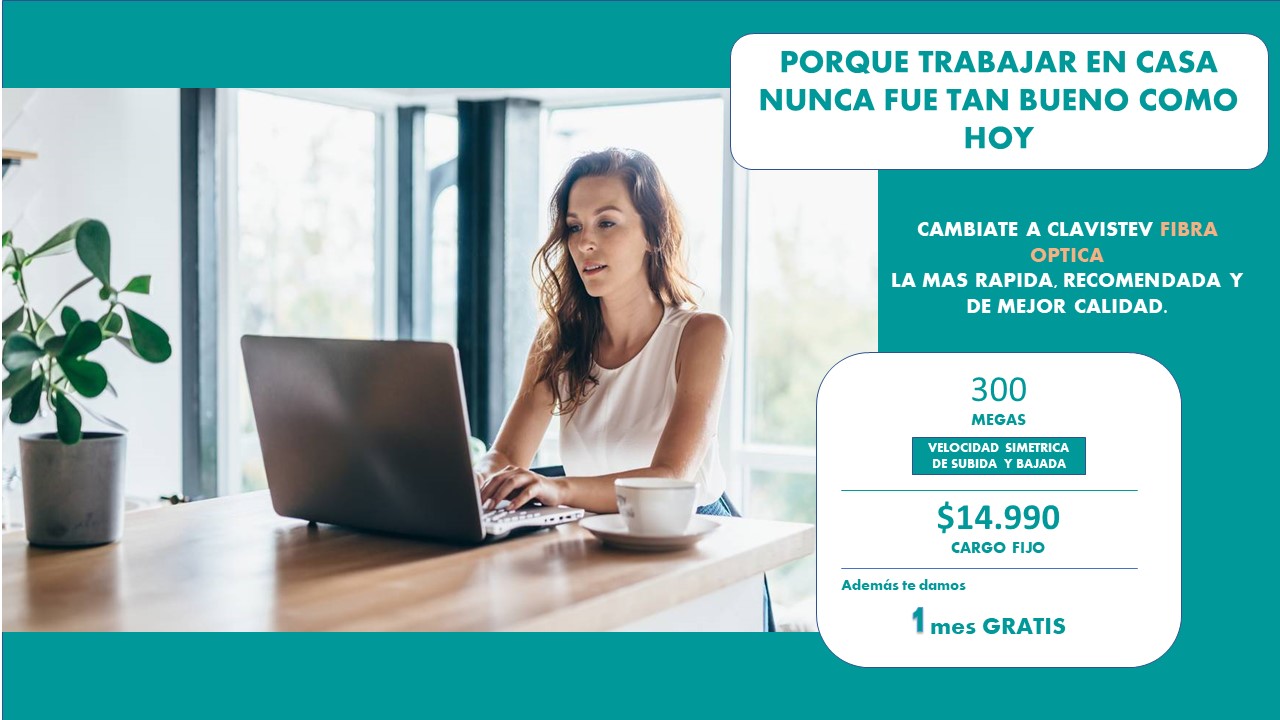 PORQUE TRABAJAR EN CASA
NUNCA FUE TAN BUENO COMO
HOY
CAMBIATE A CLAVISTEV FIBRA
OPTICA
LA MAS RAPIDA, RECOMENDADA Y
DE MEJOR CALIDAD.
300
MEGAS
VELOCIDAD SIMETRICA
DE SUBIDA Y BAJADA
$14.990
CARGO FIJO
Además te damos
1 mes GRATIS